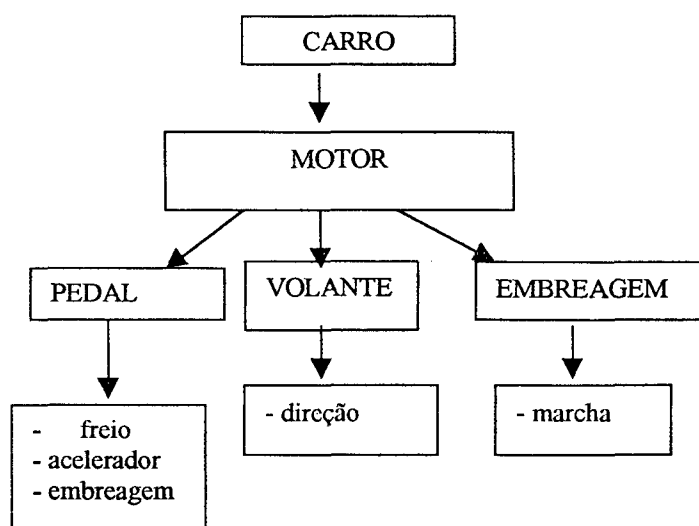 CARRO
MOTOR
PEDAL
VOLANTE
EMBREAGEM
- freio
- acelerador
- embreagem
- direção
- marcha